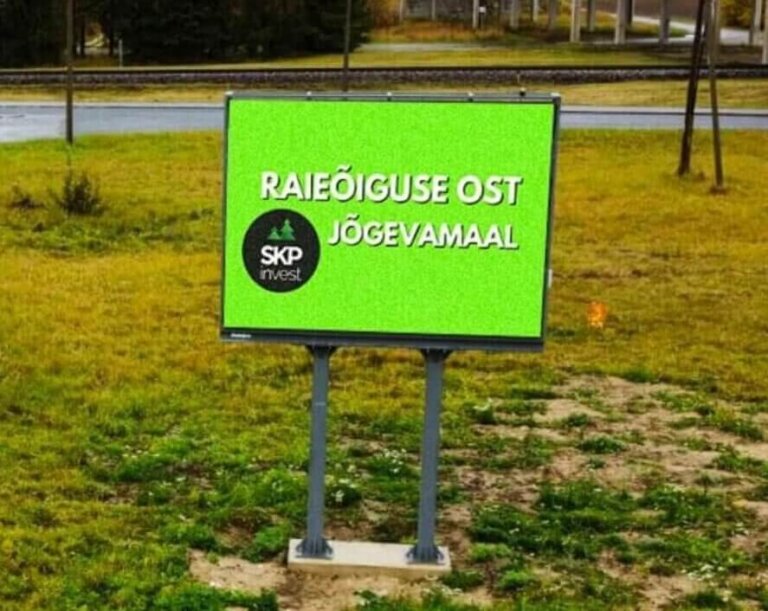 RAIEÕIGUSE OST
JÕGEVAMAAL
SKP
invest